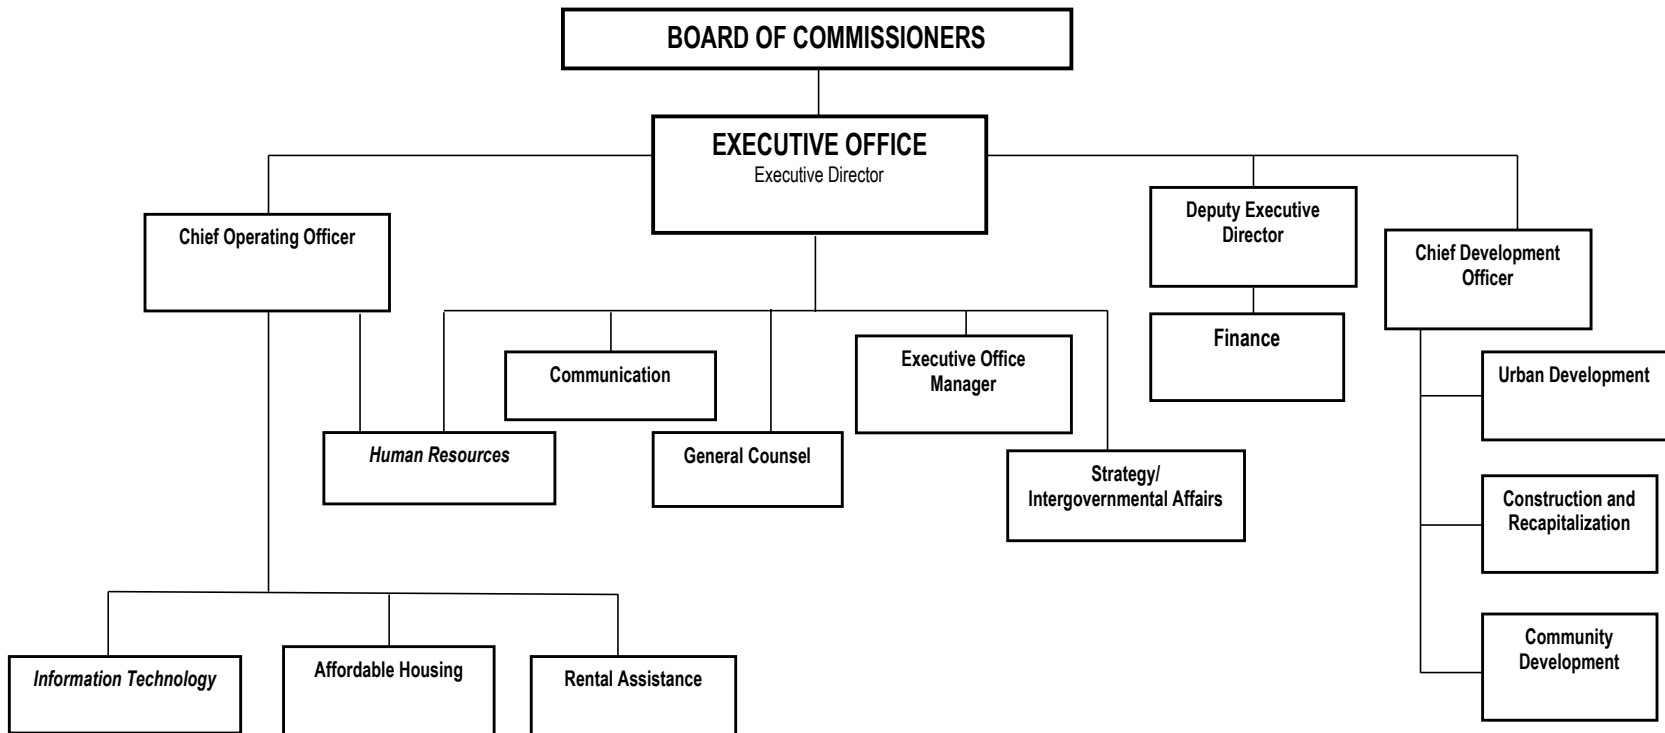 BOARD OF COMMISSIONERS
EXECUTIVE OFFICE
Executive Director
Chief Operating Officer
Deputy Executive
Director
Chief Development
Officer
Finance
Communication
Executive Office
Manager
Urban Development
Human Resources
General Counsel
Strategy/
Intergovernmental Affairs
Construction and
Recapitalization
Community
Development
Information Technology
Affordable Housing
Rental Assistance